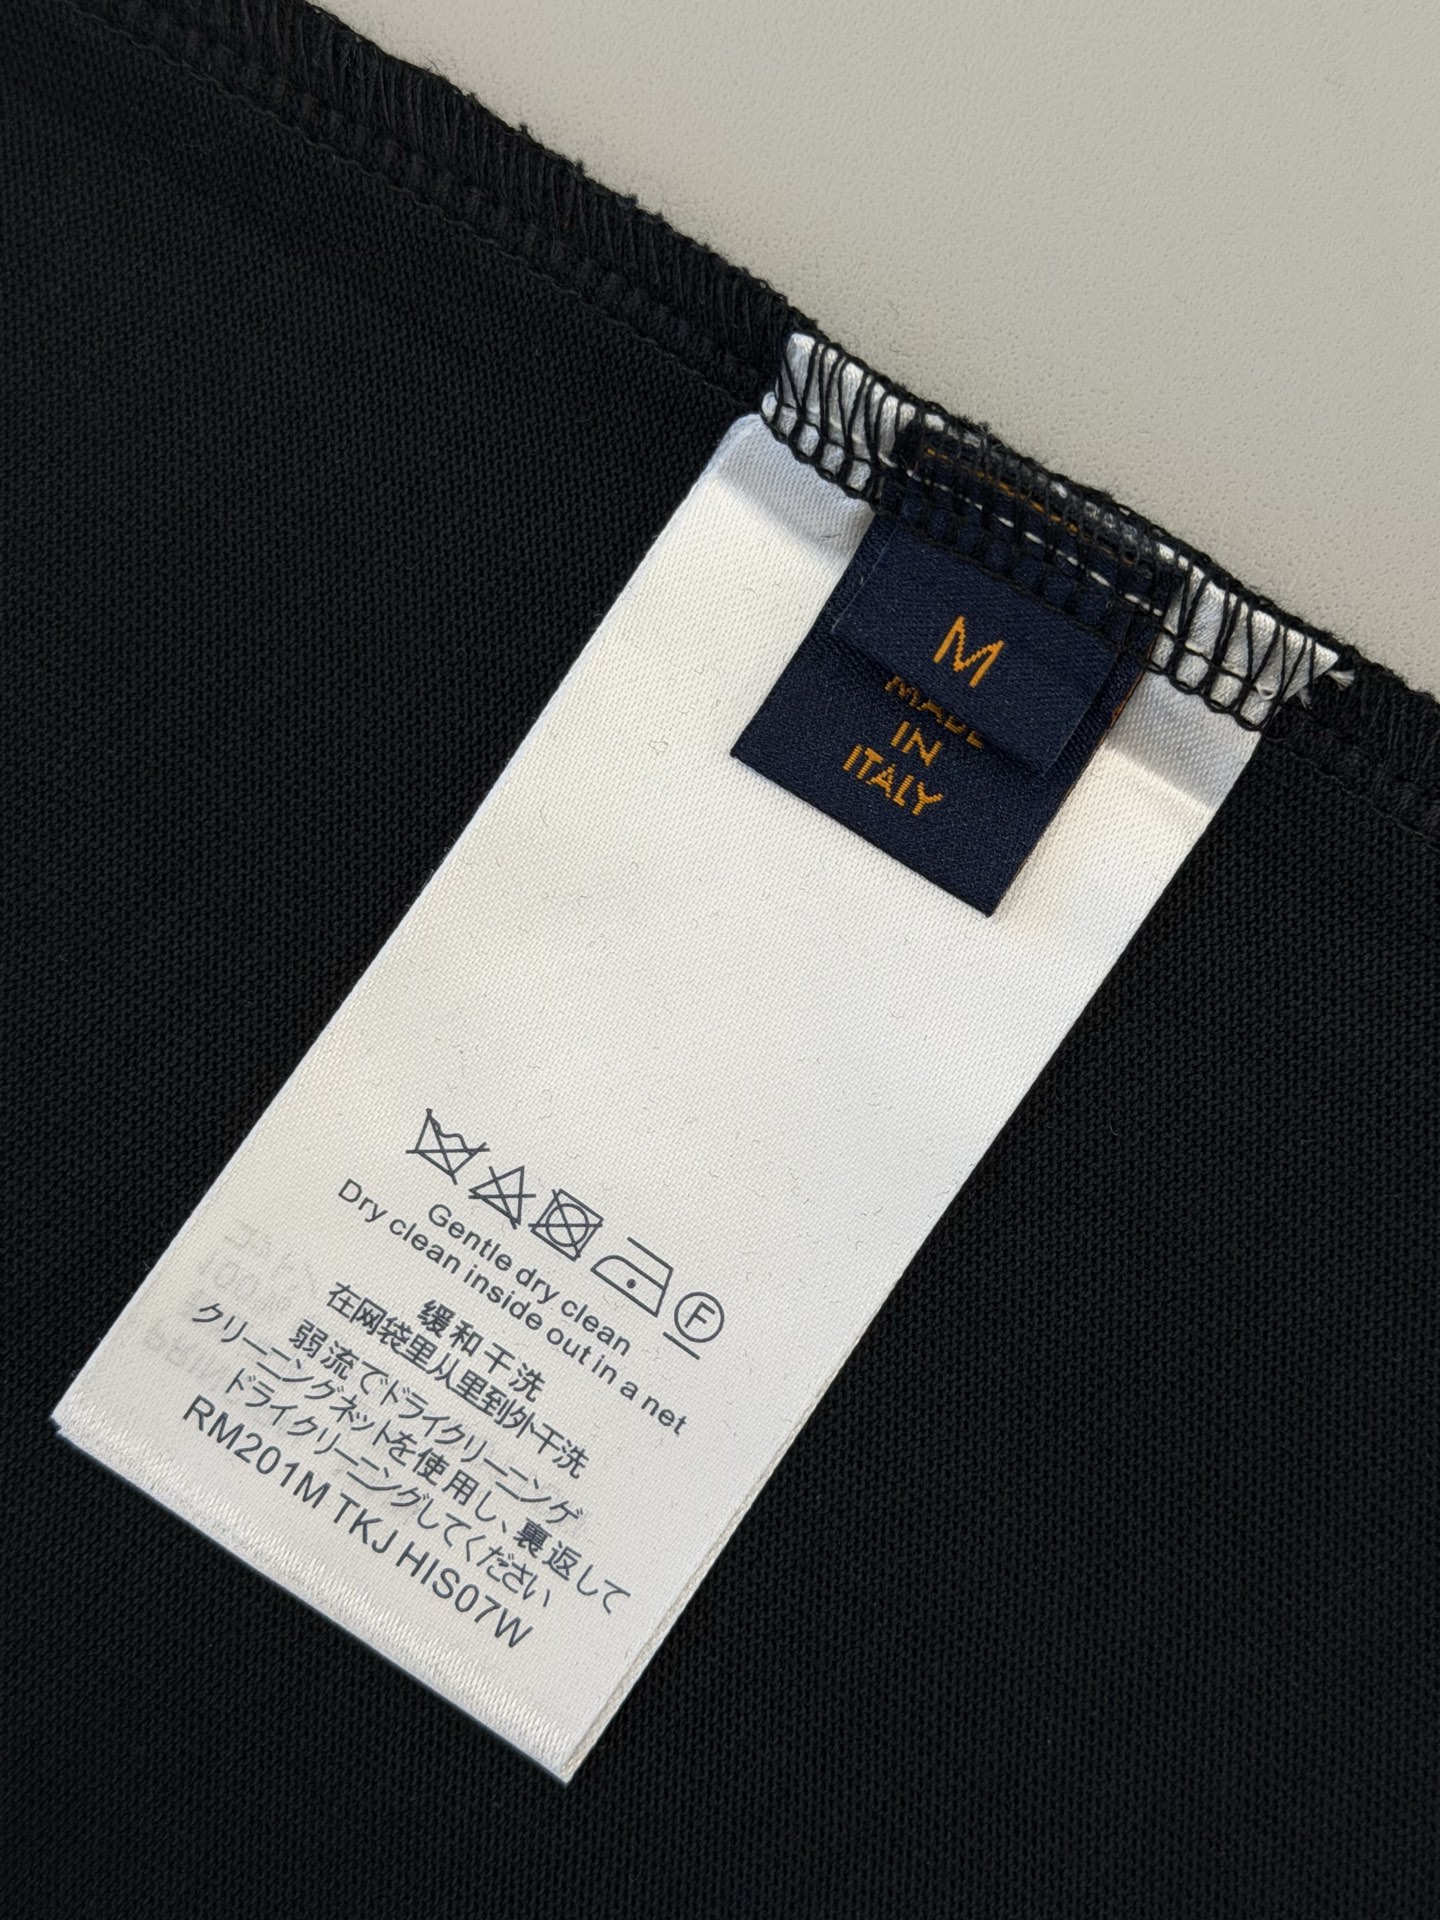 M
MADE
IN
ITALY
F
Gentle dry clean
Dry clean inside out in a net
缓和干洗
在网袋里从里到外干洗
弱流でドライクリーニング
クリーニングネットを使用し、裏返して
ドライクリーニングしてください
RM201M TKJ HIS07W